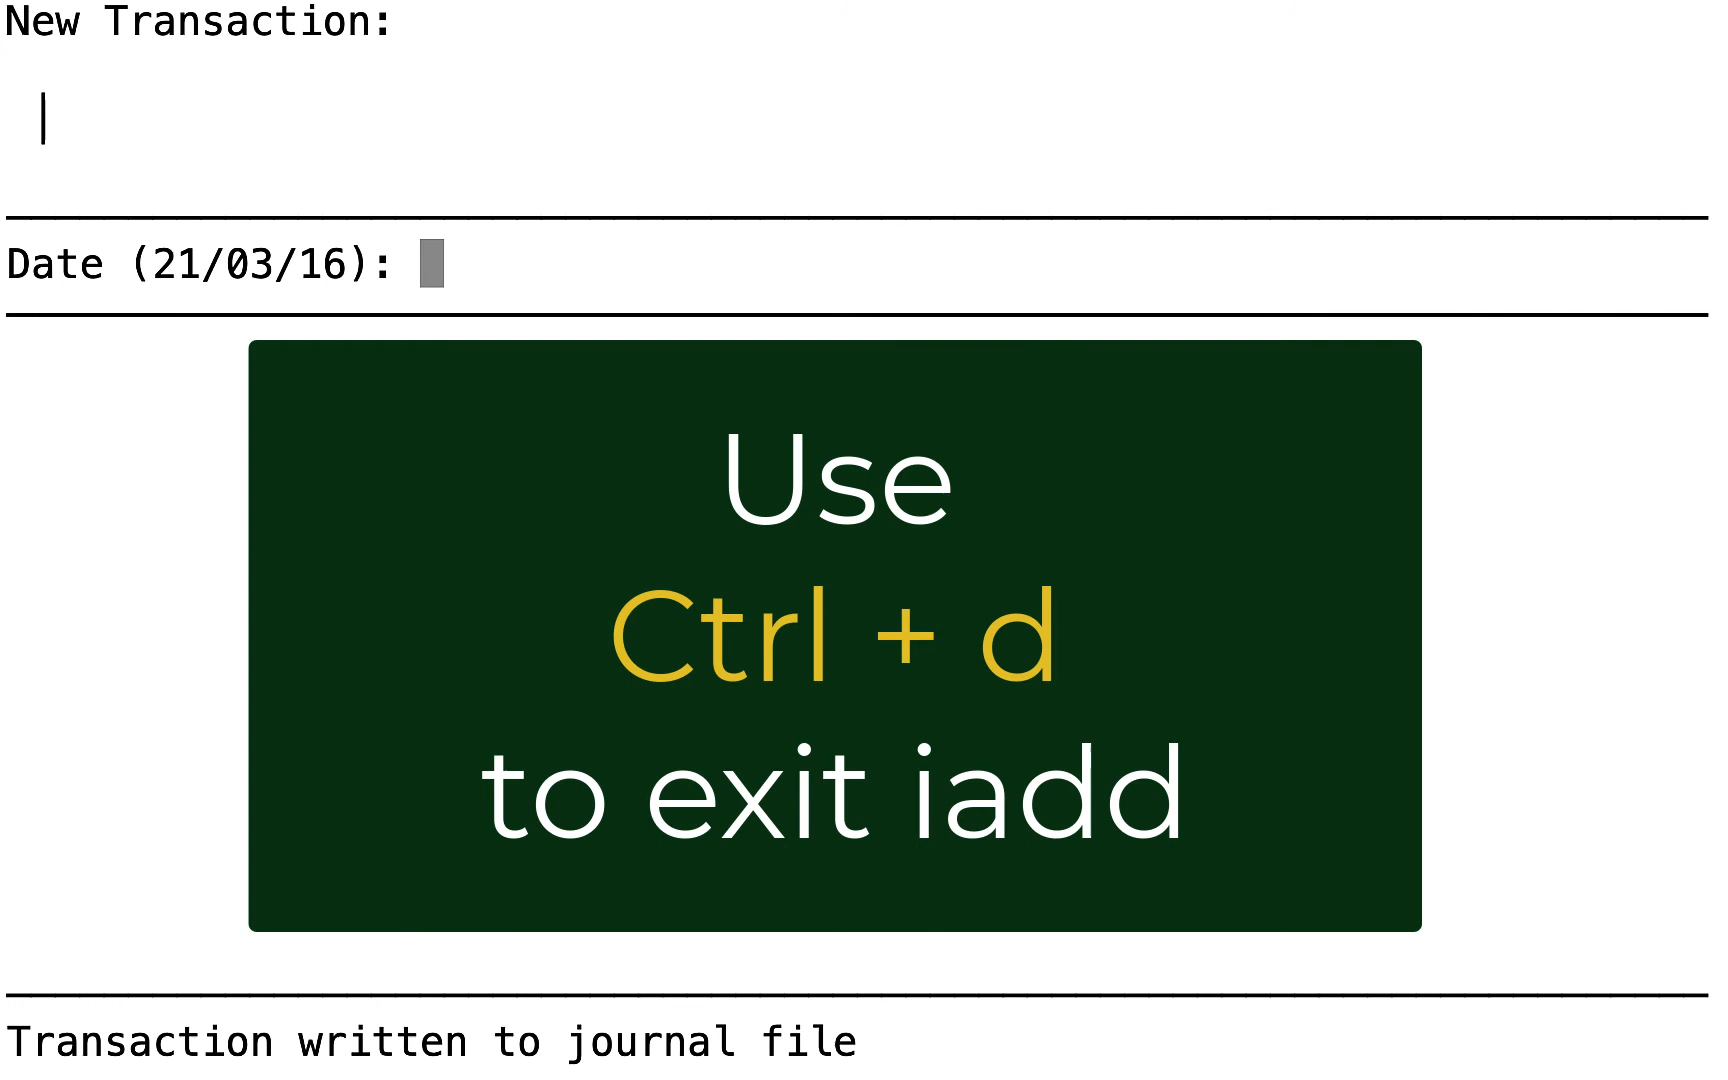 New Transaction:
Date (21/03/16):
Use
Ctrl + d
to exit iadd
Transaction written to journal file